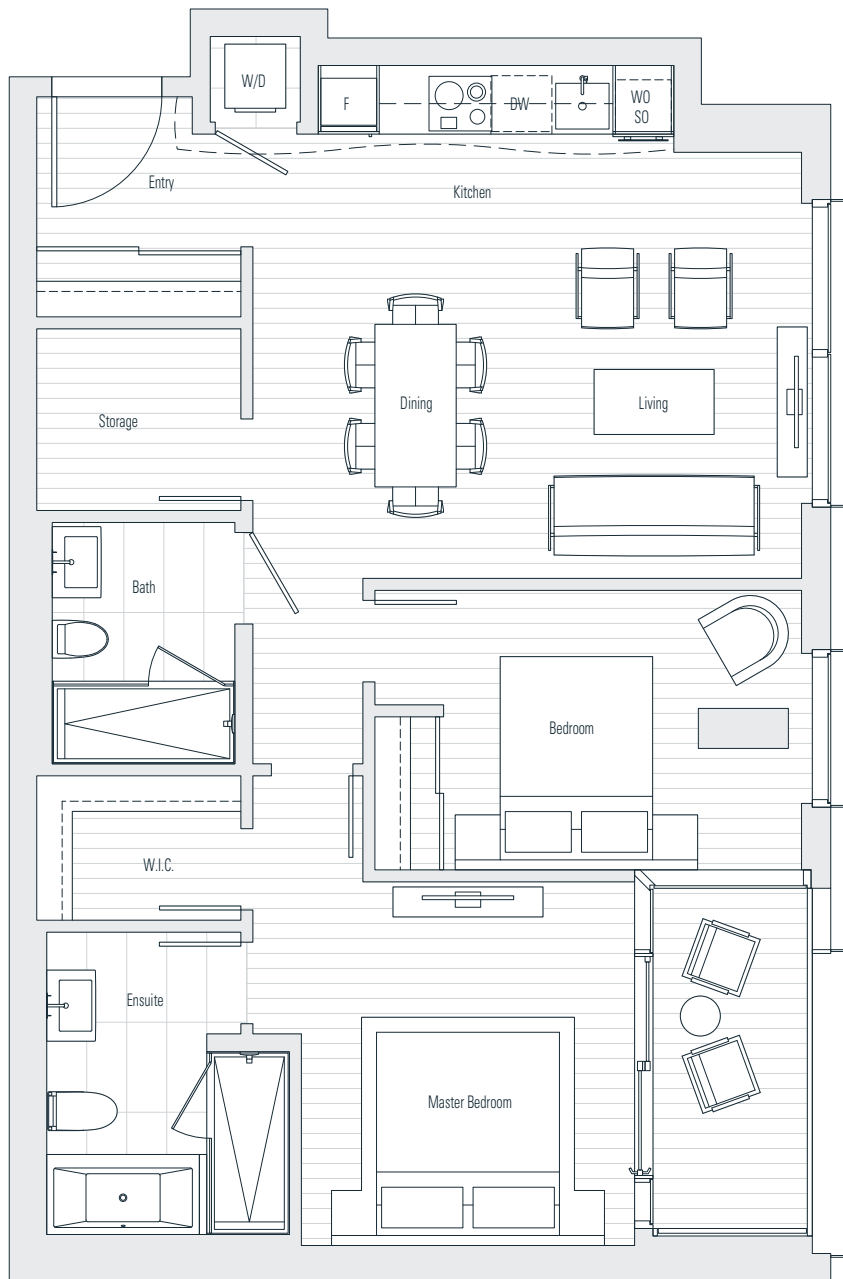 W/D
F
DW
WO
SO
Entry
Kitchen
Dining
Living
Storage
Bath
Bedroom
W.I.C.
Ensuite
Master Bedroom